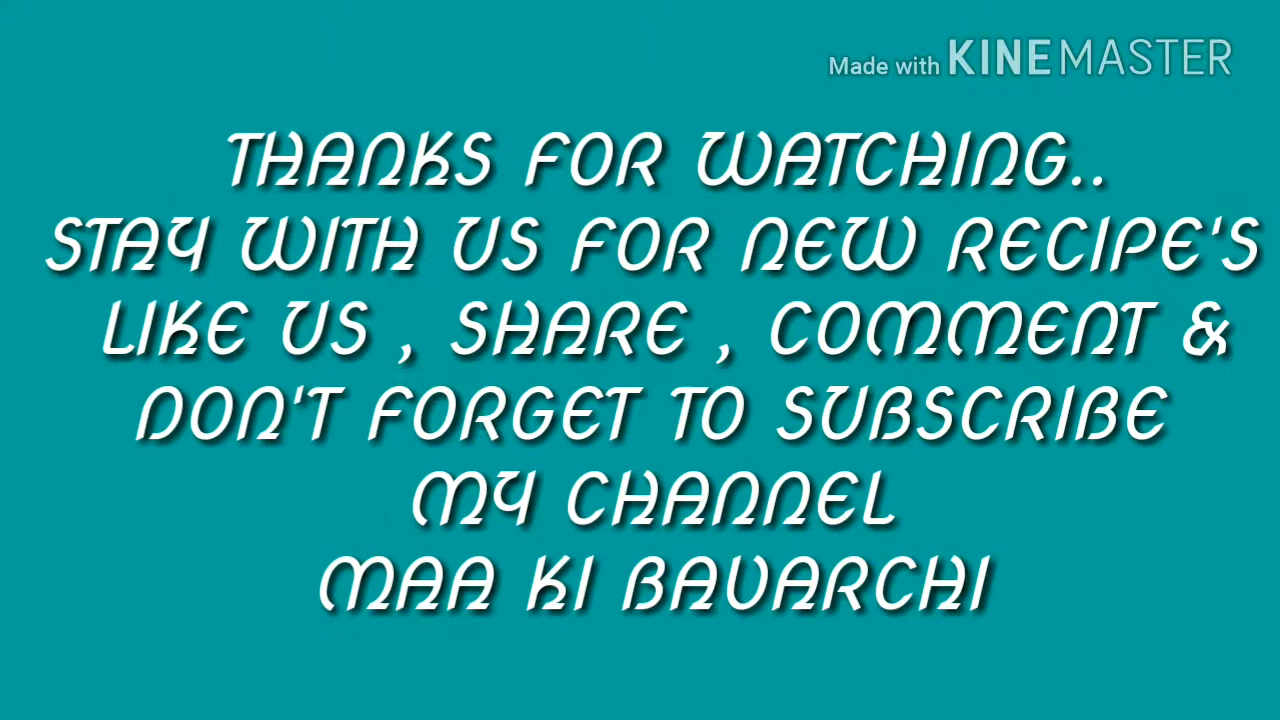 Made with KINEMASTER
THANKS FOR WATCHING..
STAY WITH US FOR NEW RECIPE'S
LIKE US , SHARE , COMMENT &
DON'T FORGET TO SUBSCRIBE
MY CHANNEL
MAA KI BAVARCHI